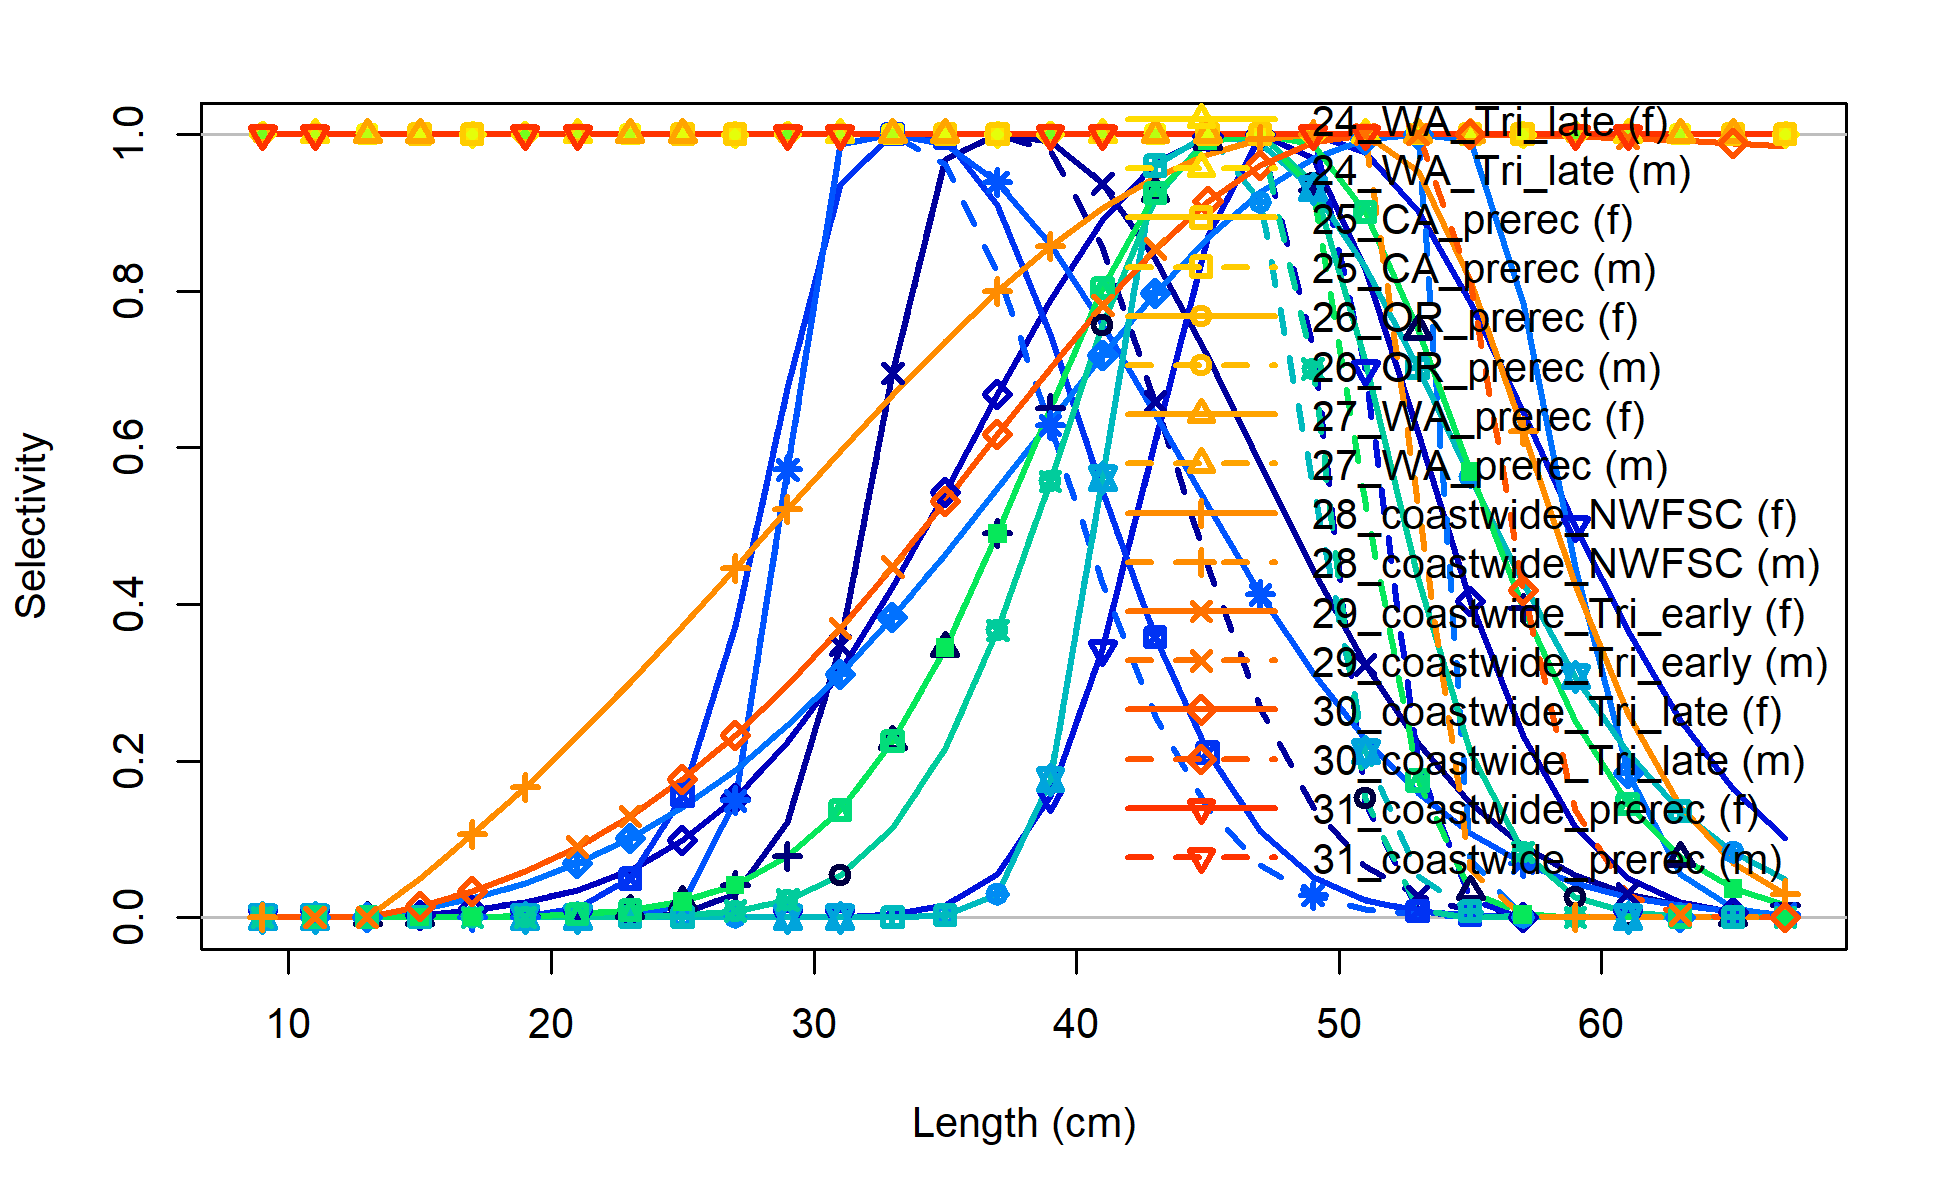 24_WA_Tri_late (f)
24_WA_Tri_late (m)
25_CA_prerec (f)
25_CA_prerec (m)
26_OR_prerec (f)
26_OR_prerec (m)
27_WA_prerec (f)
27_WA_prerec (m)
28_coastwide_NWFSC (f)
28_coastwide_NWFSC (m)
29_coastwide_Tri_early (f)
29_coastwide_Tri_early (m)
30_coastwide_Tri_late (f)
30_coastwide_Tri_late (m)
31_coastwide_prerec (f)
31_coastwide_prerec (m)
1.0
0.8
0.6
0.4
0.2
0.0
Selectivity
10 20 30 40 50 60
Length (cm)